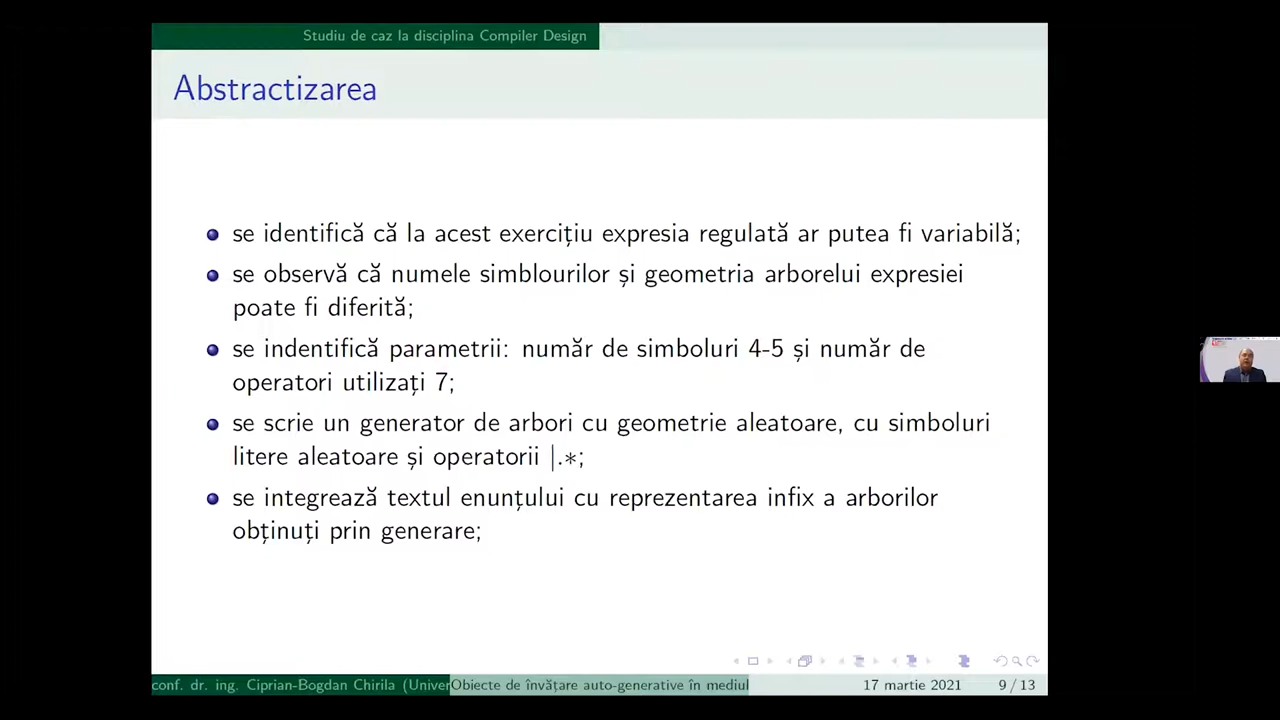 Studiu de caz la disciplina Compiler Design
Abstractizarea
se identifică că la acest exercițiu expresia regulată ar putea fi variabilă;
se observă că numele simblourilor și geometria arborelui expresiei
poate fi diferită;
se indentifică parametrii: număr de simboluri 4-5 și număr de
operatori utilizați 7;
se scrie un generator de arbori cu geometrie aleatoare, cu simboluri
litere aleatoare și operatorii |.*;
se integrează textul enunțului cu reprezentarea infix a arborilor
obținuți prin generare;
conf. dr. ing. Ciprian-Bogdan Chirila (Univer Obiecte de învățare auto-generative în mediul 17 martie 2021 9 / 13